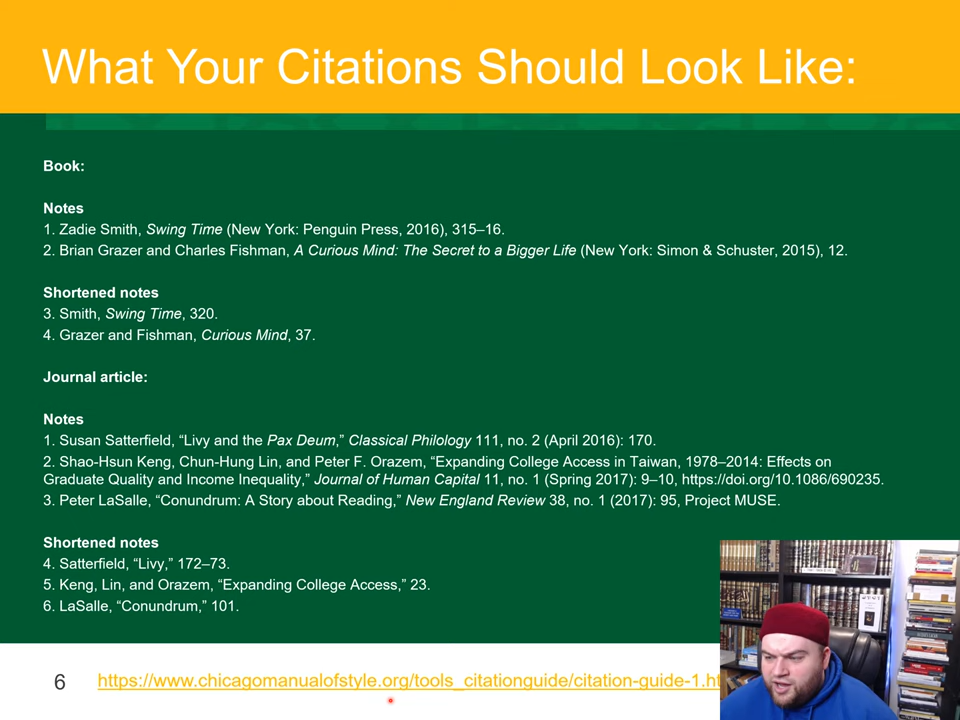 What Your Citations Should Look Like:
Book:
Notes
1. Zadie Smith, Swing Time (New York: Penguin Press, 2016), 315–16.
2. Brian Grazer and Charles Fishman, A Curious Mind: The Secret to a Bigger Life (New York: Simon & Schuster, 2015), 12.
Shortened notes
3. Smith, Swing Time, 320.
4. Grazer and Fishman, Curious Mind, 37.
Journal article:
Notes
1. Susan Satterfield, “Livy and the Pax Deum,” Classical Philology 111, no. 2 (April 2016): 170.
2. Shao-Hsun Keng, Chun-Hung Lin, and Peter F. Orazem, “Expanding College Access in Taiwan, 1978–2014: Effects on
Graduate Quality and Income Inequality,” Journal of Human Capital 11, no. 1 (Spring 2017): 9–10, https://doi.org/10.1086/690235.
3. Peter LaSalle, “Conundrum: A Story about Reading,” New England Review 38, no. 1 (2017): 95, Project MUSE.
Shortened notes
4. Satterfield, “Livy,” 172–73.
5. Keng, Lin, and Orazem, “Expanding College Access,” 23.
6. LaSalle, “Conundrum,” 101.
6 https://www.chicagomanualofstyle.org/tools_citationguide/citation-guide-1.ht